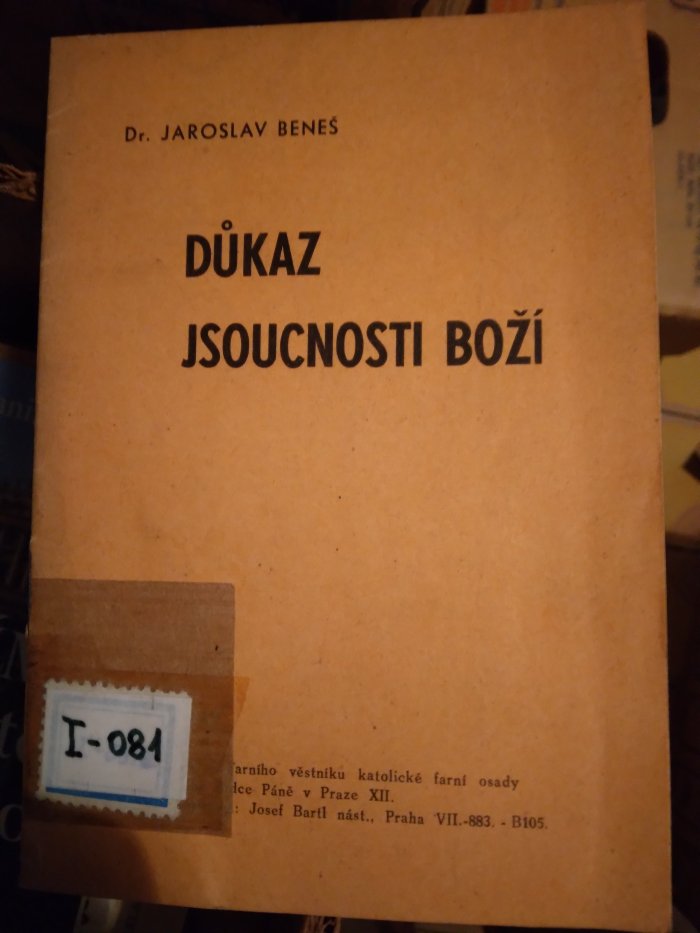 Dr. JAROSLAV BENEŠ
DŮKAZ
JSOUCNOSTI BOŽÍ
I-081
farního věstníku katolické farní osady
Páně v Praze XII.
Josef Bartl nást., Praha VII.-883. - B105.